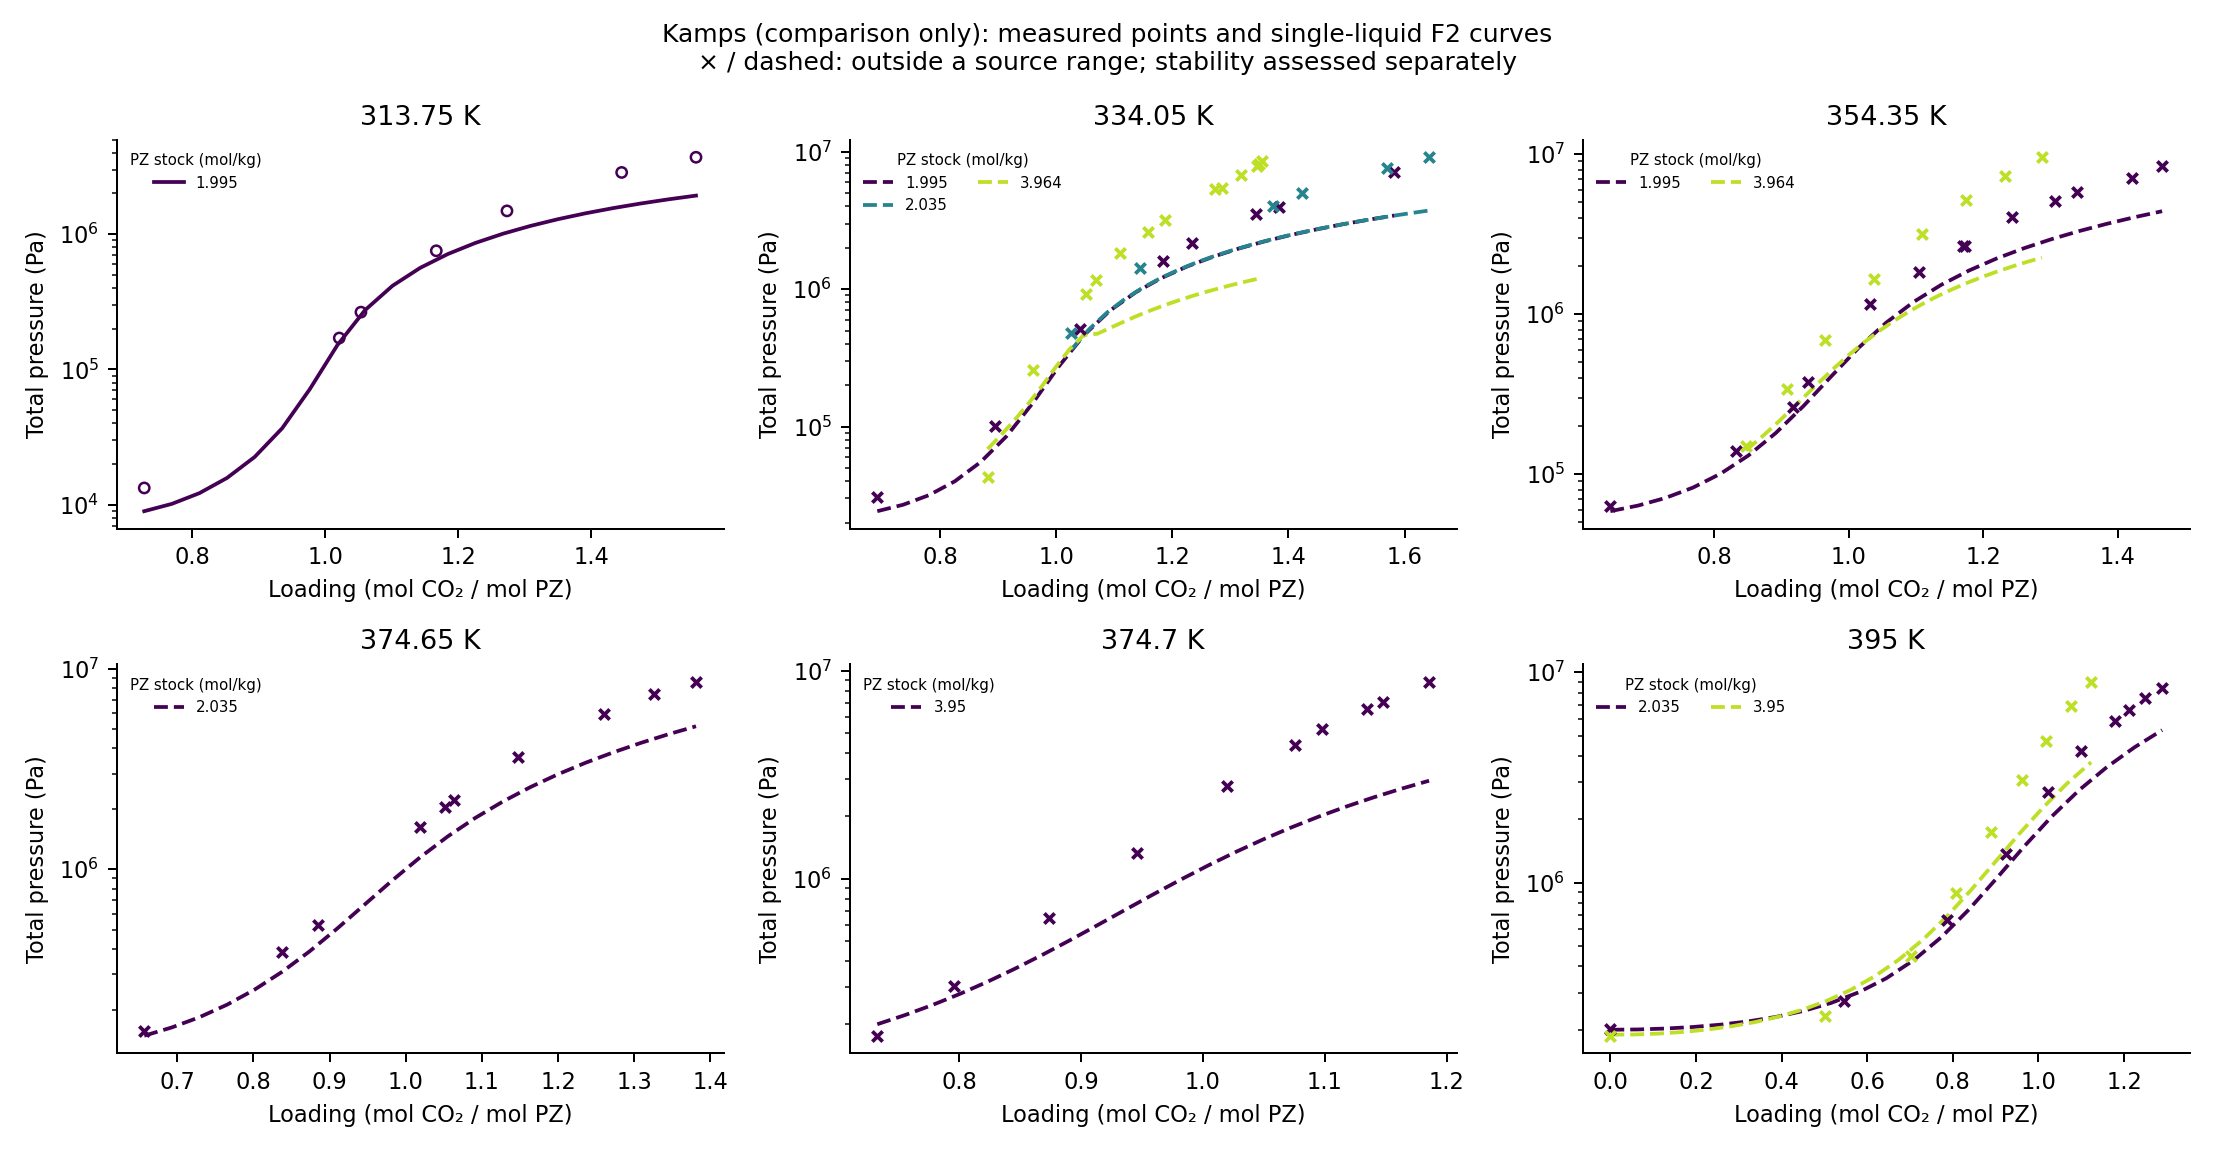 Kamps (comparison only): measured points and single-liquid F2 curves
× / dashed: outside a source range; stability assessed separately
313.75 K
PZ stock (mol/kg)
1.995
Total pressure (Pa)
10⁶
10⁵
10⁴
0.8 1.0 1.2 1.4
Loading (mol CO₂ / mol PZ)
334.05 K
PZ stock (mol/kg)
1.995 3.964
2.035
Total pressure (Pa)
10⁷
10⁶
10⁵
0.8 1.0 1.2 1.4 1.6
Loading (mol CO₂ / mol PZ)
354.35 K
PZ stock (mol/kg)
1.995 3.964
Total pressure (Pa)
10⁷
10⁶
10⁵
0.8 1.0 1.2 1.4
Loading (mol CO₂ / mol PZ)
374.65 K
PZ stock (mol/kg)
2.035
Total pressure (Pa)
10⁷
10⁶
0.7 0.8 0.9 1.0 1.1 1.2 1.3 1.4
Loading (mol CO₂ / mol PZ)
374.7 K
PZ stock (mol/kg)
3.95
Total pressure (Pa)
10⁷
10⁶
0.8 0.9 1.0 1.1 1.2
Loading (mol CO₂ / mol PZ)
395 K
PZ stock (mol/kg)
2.035 3.95
Total pressure (Pa)
10⁷
10⁶
0.0 0.2 0.4 0.6 0.8 1.0 1.2
Loading (mol CO₂ / mol PZ)